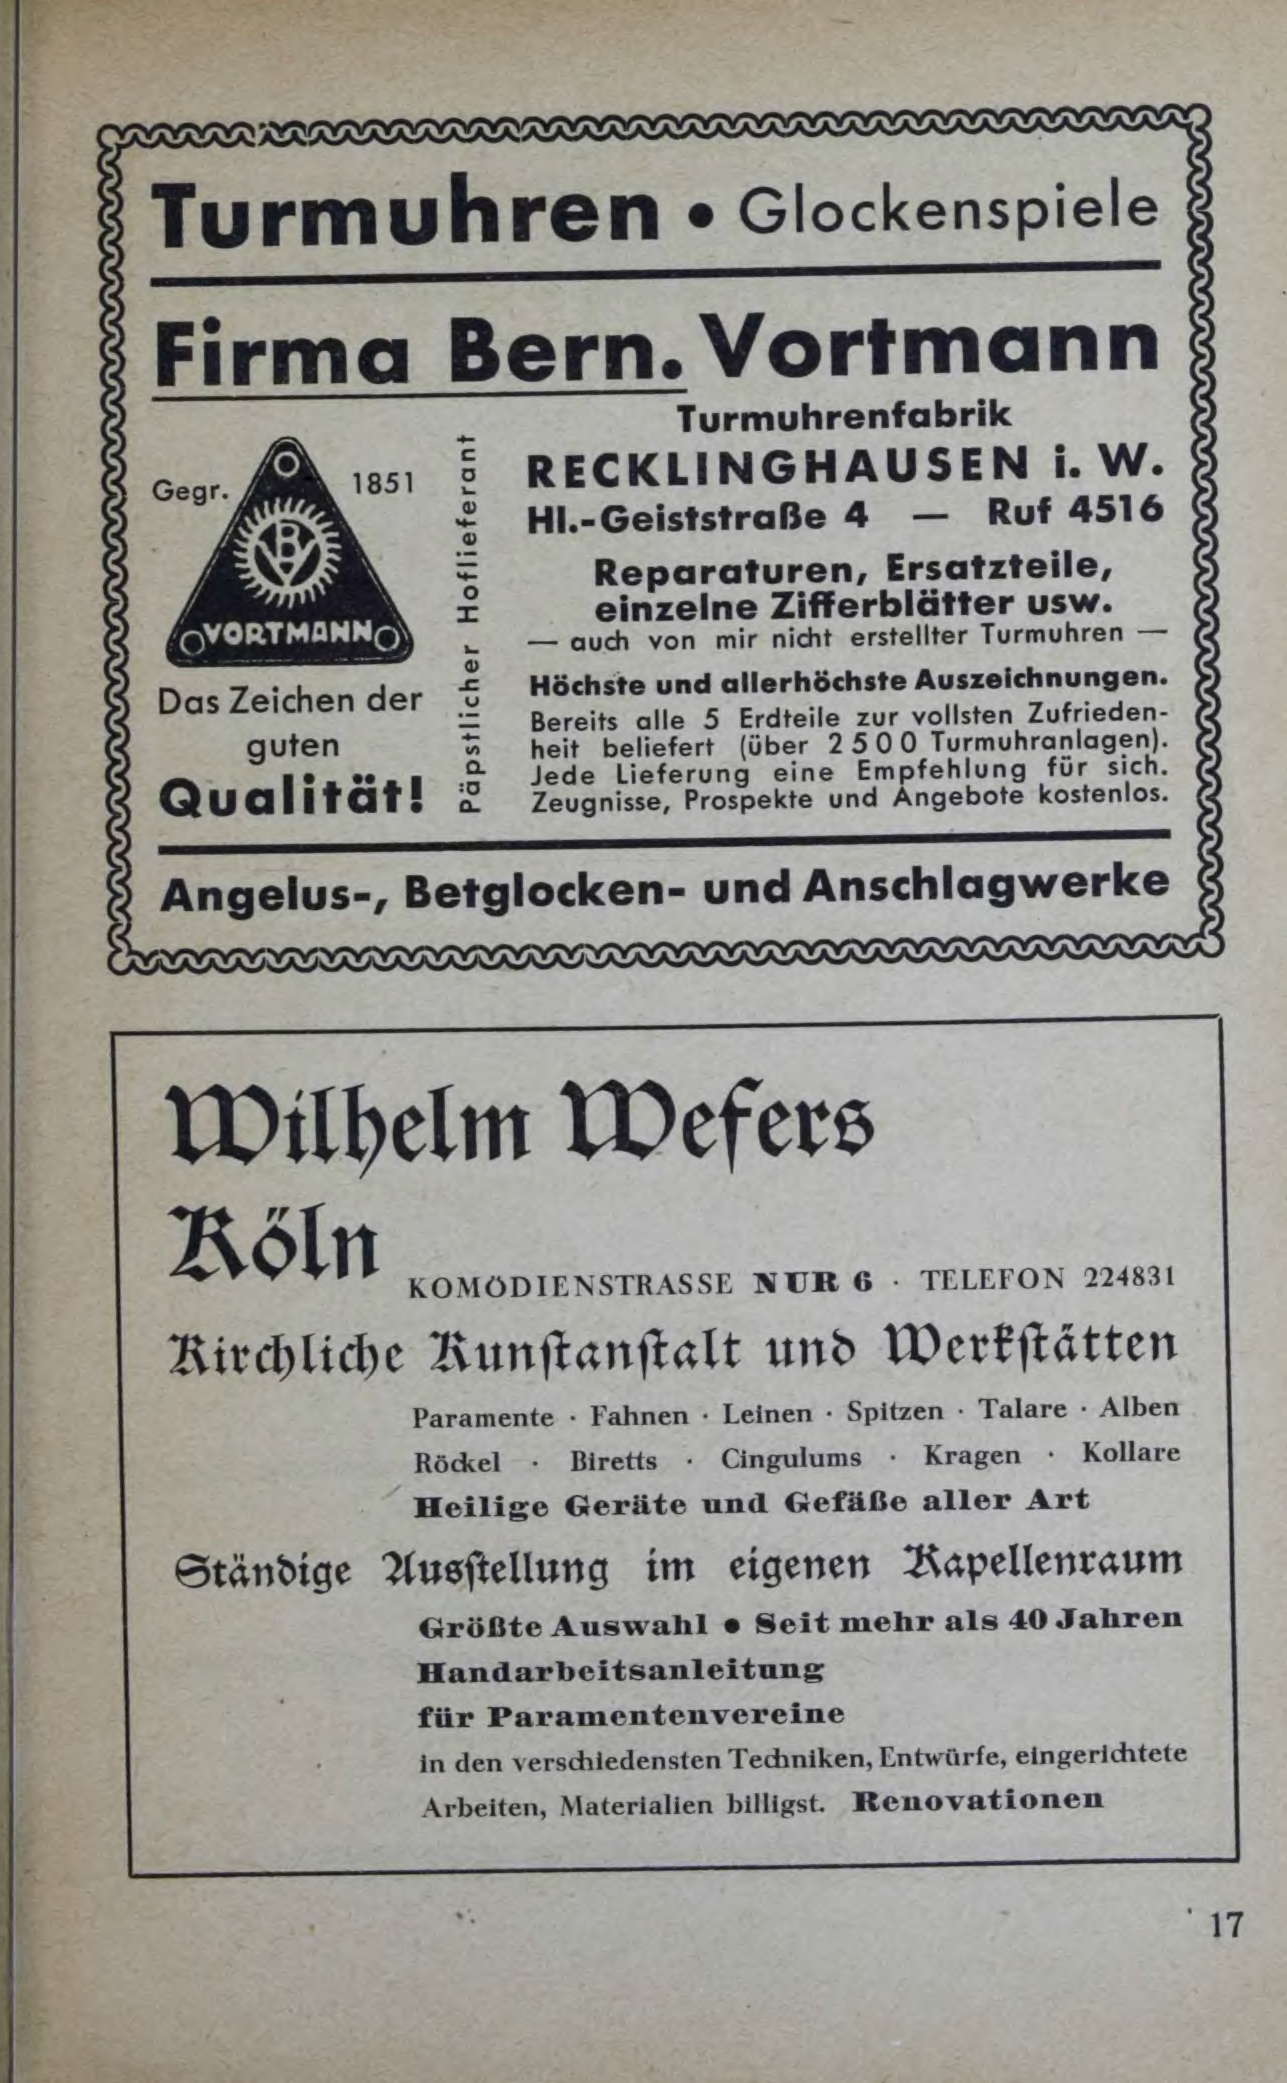 Turmuhren • Glockenspiele
Firma Bern. Vortmann
Gegr. 1851
BV
VORTMANN
Das Zeichen der
guten
Qualität!
Päpstlicher Hoflieferant
Turmuhrenfabrik
RECKLINGHAUSEN i. W.
Hl.-Geiststraße 4 — Ruf 4516
Reparaturen, Ersatzteile,
einzelne Zifferblätter usw.
— auch von mir nicht erstellter Turmuhren —
Höchste und allerhöchste Auszeichnungen.
Bereits alle 5 Erdteile zur vollsten Zufrieden-
heit beliefert (über 2500 Turmuhranlagen).
Jede Lieferung eine Empfehlung für sich.
Zeugnisse, Prospekte und Angebote kostenlos.
Angelus-, Betglocken- und Anschlagwerke
Wilhelm Wefers
Köln
KOMÖDIENSTRASSE NUR 6 · TELEFON 224831
Kirchliche Kunstanstalt und Werkstätten
Paramente · Fahnen · Leinen · Spitzen · Talare · Alben
Röckel · Biretts · Cingulums · Kragen · Kollare
Heilige Geräte und Gefäße aller Art
Ständige Ausstellung im eigenen Kapellenraum
Größte Auswahl • Seit mehr als 40 Jahren
Handarbeitsanleitung
für Paramentenvereine
in den verschiedensten Techniken, Entwürfe, eingerichtete
Arbeiten, Materialien billigst. Renovationen
17